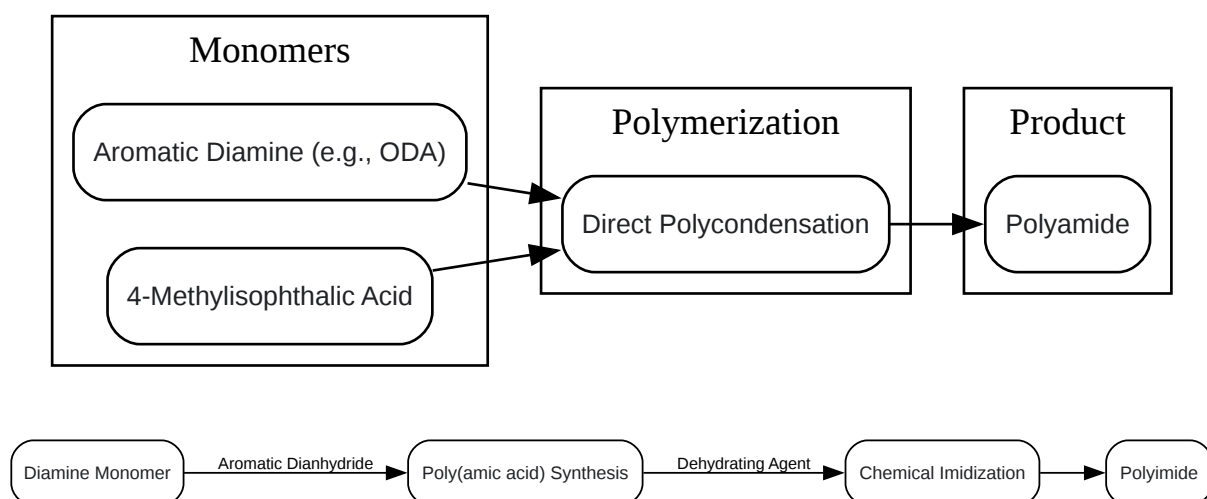 Monomers
Aromatic Diamine (e.g., ODA)
4-Methylisophthalic Acid
Polymerization
Direct Polycondensation
Product
Polyamide
Diamine Monomer
Aromatic Dianhydride
Poly(amic acid) Synthesis
Dehydrating Agent
Chemical Imidization
Polyimide